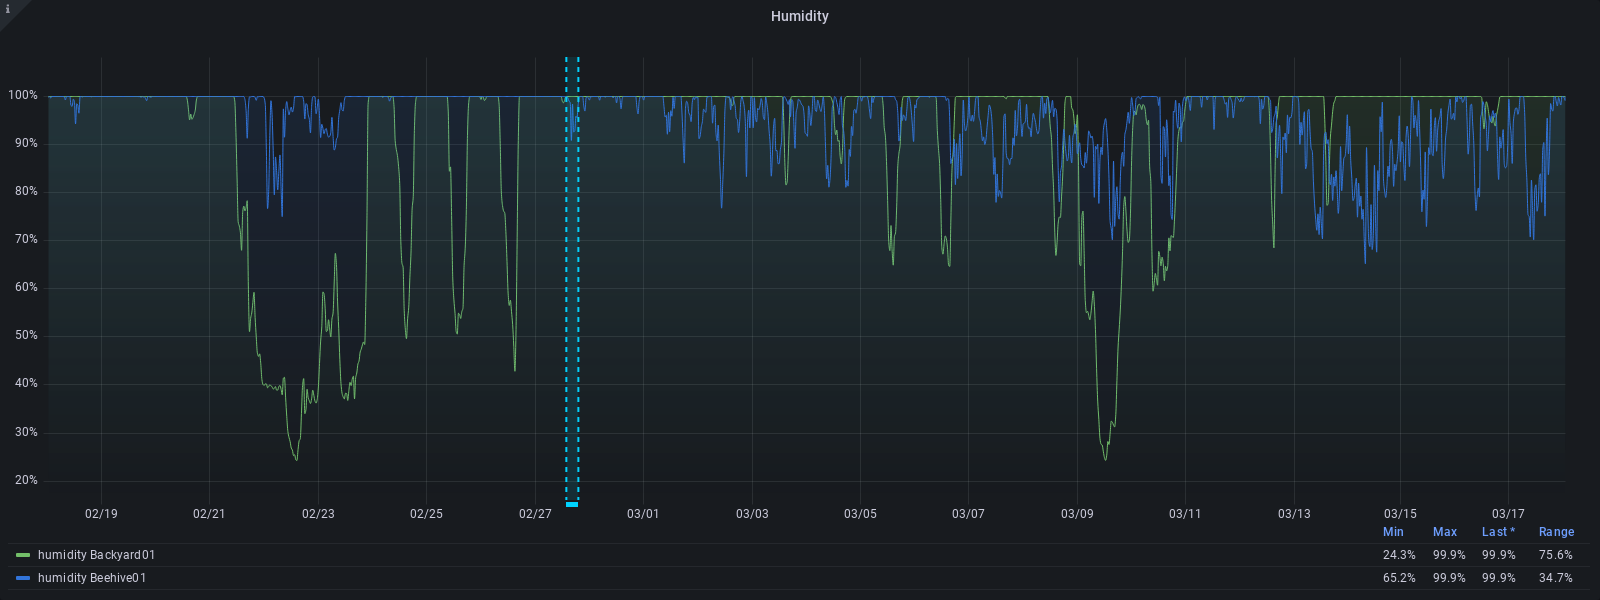 i
Humidity
100%
90%
80%
70%
60%
50%
40%
30%
20%
02/19 02/21 02/23 02/25 02/27 03/01 03/03 03/05 03/07 03/09 03/11 03/13 03/15 03/17
Min Max Last * Range
humidity Backyard01 24.3% 99.9% 99.9% 75.6%
humidity Beehive01 65.2% 99.9% 99.9% 34.7%